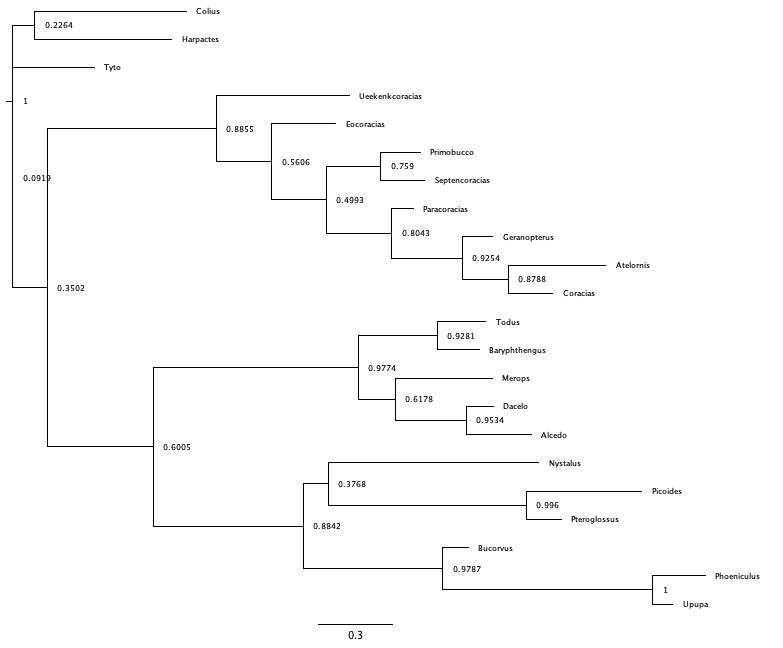 Colius
0.2264
Harpactes
Tyto
Ueekenkcoracias
1
Eocoracias
0.8855
Primobucco
0.5606
0.759
0.0919
Septencoracias
0.4993
Paracoracias
0.8043
Geranopterus
0.9254
Atelornis
0.8788
0.3502
Coracias
Todus
0.9281
Baryphthengus
0.9774
Merops
0.6178
Dacelo
0.9534
Alcedo
0.6005
Nystalus
0.3768
Picoides
0.996
Pteroglossus
0.8842
Bucorvus
0.9787
Phoeniculus
1
Upupa
0.3